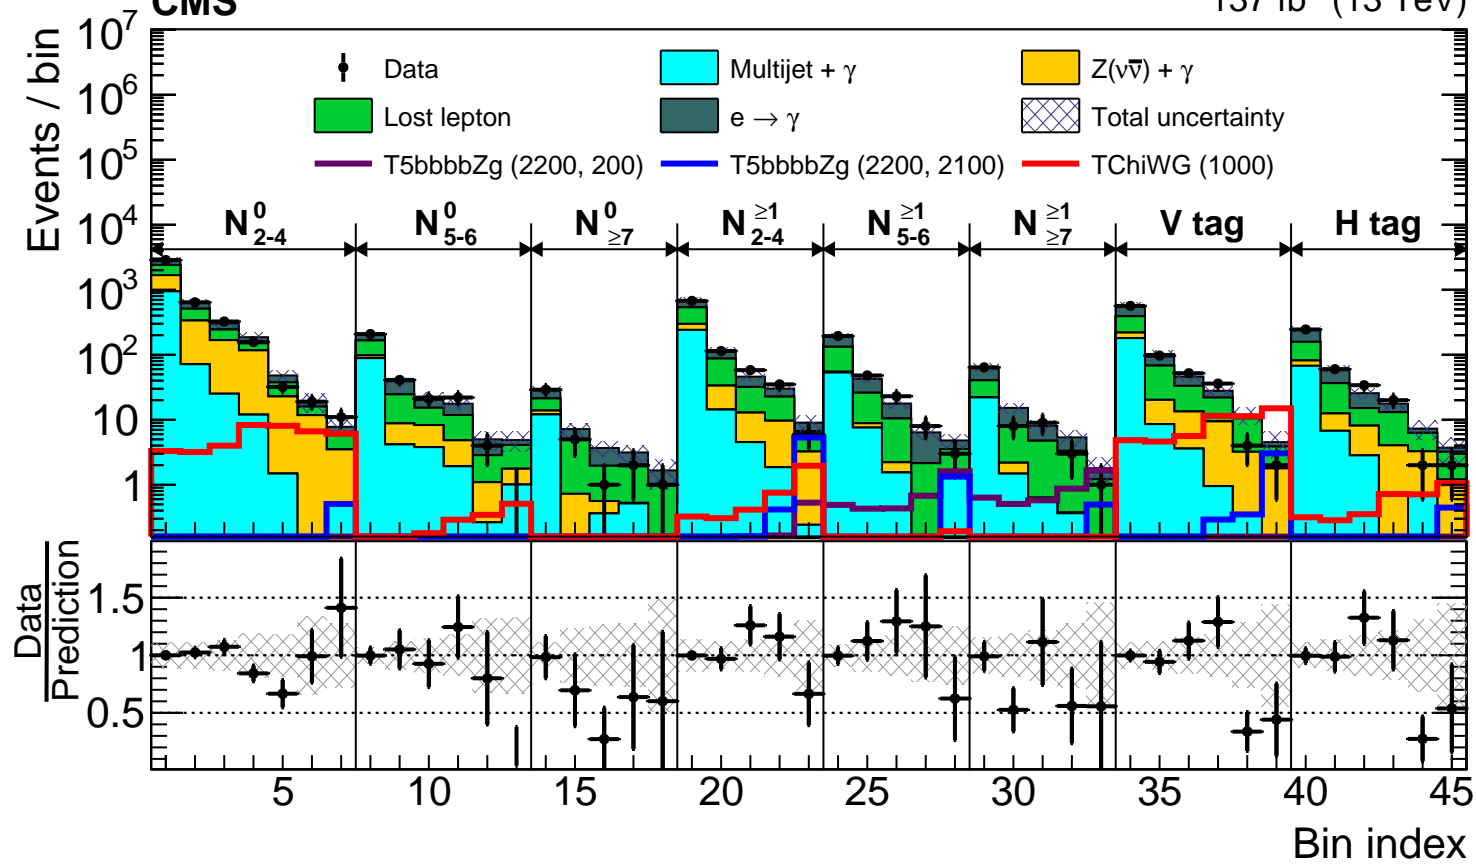 CMS 137 fb (13 TeV)
Events / bin
10⁷
10⁶
10⁵
10⁴
10³
10²
10
1
Data Multijet + γ Z(νν̅) + γ
Lost lepton e → γ Total uncertainty
T5bbbbZg (2200, 200) T5bbbbZg (2200, 2100) TChiWG (1000)
N⁰₂₋₄ N⁰₅₋₆ N⁰≥₇ N≥¹₂₋₄ N≥¹₅₋₆ N≥¹≥₇ V tag H tag
Data
Prediction
1.5
1
0.5
5 10 15 20 25 30 35 40 45
Bin index